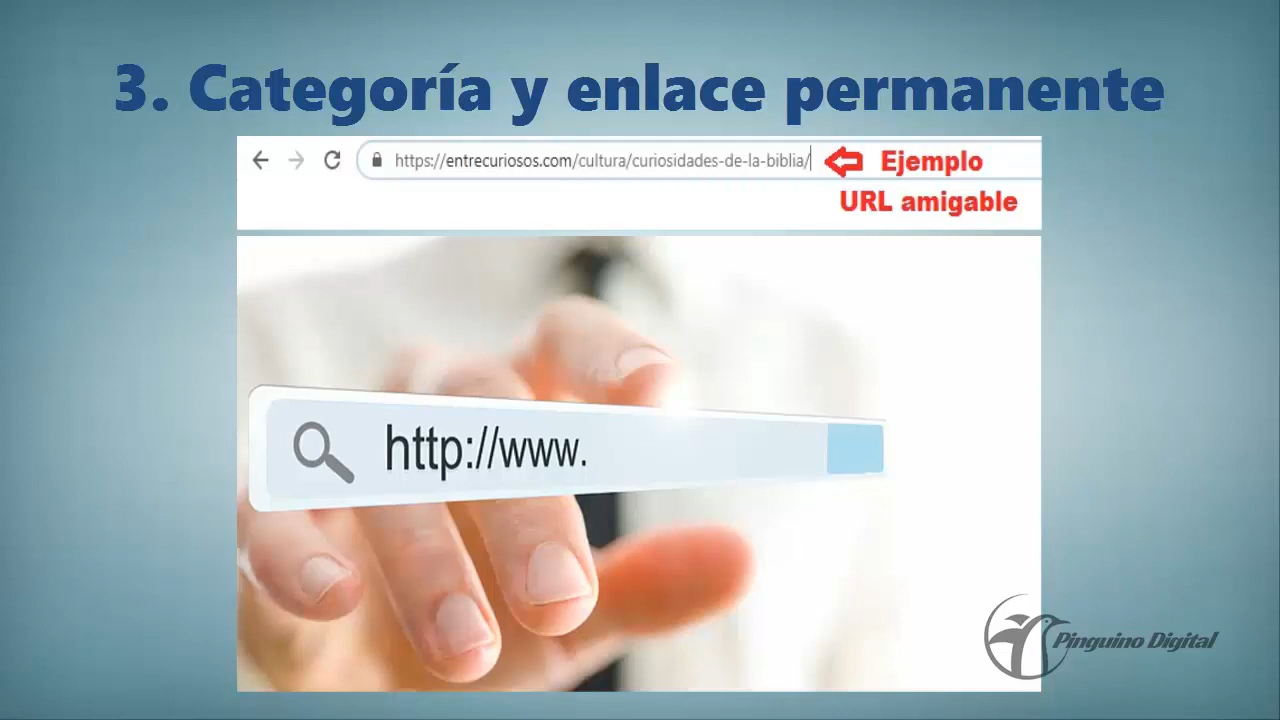 3. Categoría y enlace permanente
https://entrecuriosos.com/cultura/curiosidades-de-la-biblia/
Ejemplo
URL amigable
http://www.
Pinguino Digital